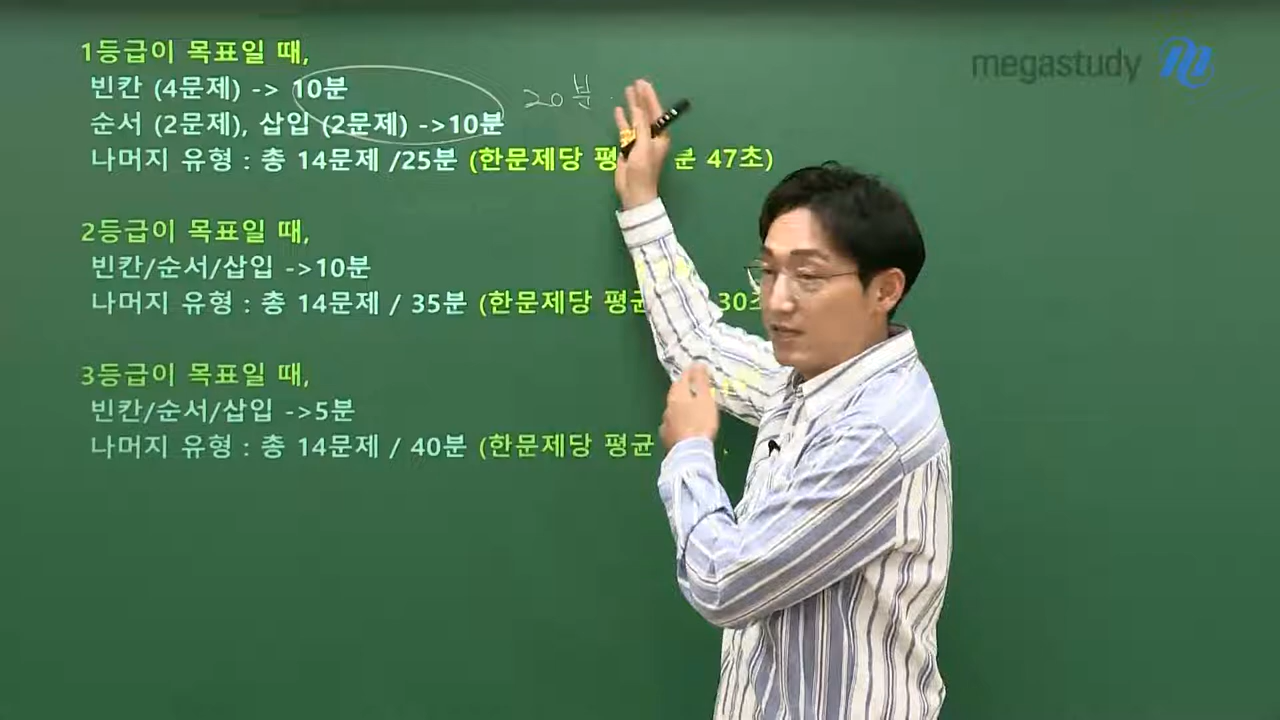 1등급이 목표일 때,
빈칸 (4문제) -> 10분
20분
순서 (2문제), 삽입 (2문제) ->10분
나머지 유형 : 총 14문제 /25분 (한문제당 분 47초)
2등급이 목표일 때,
빈칸/순서/삽입 ->10분
나머지 유형 : 총 14문제 / 35분 (한문제당 평균 30초
3등급이 목표일 때,
빈칸/순서/삽입 ->5분
나머지 유형 : 총 14문제 / 40분 (한문제당 평균
megastudy